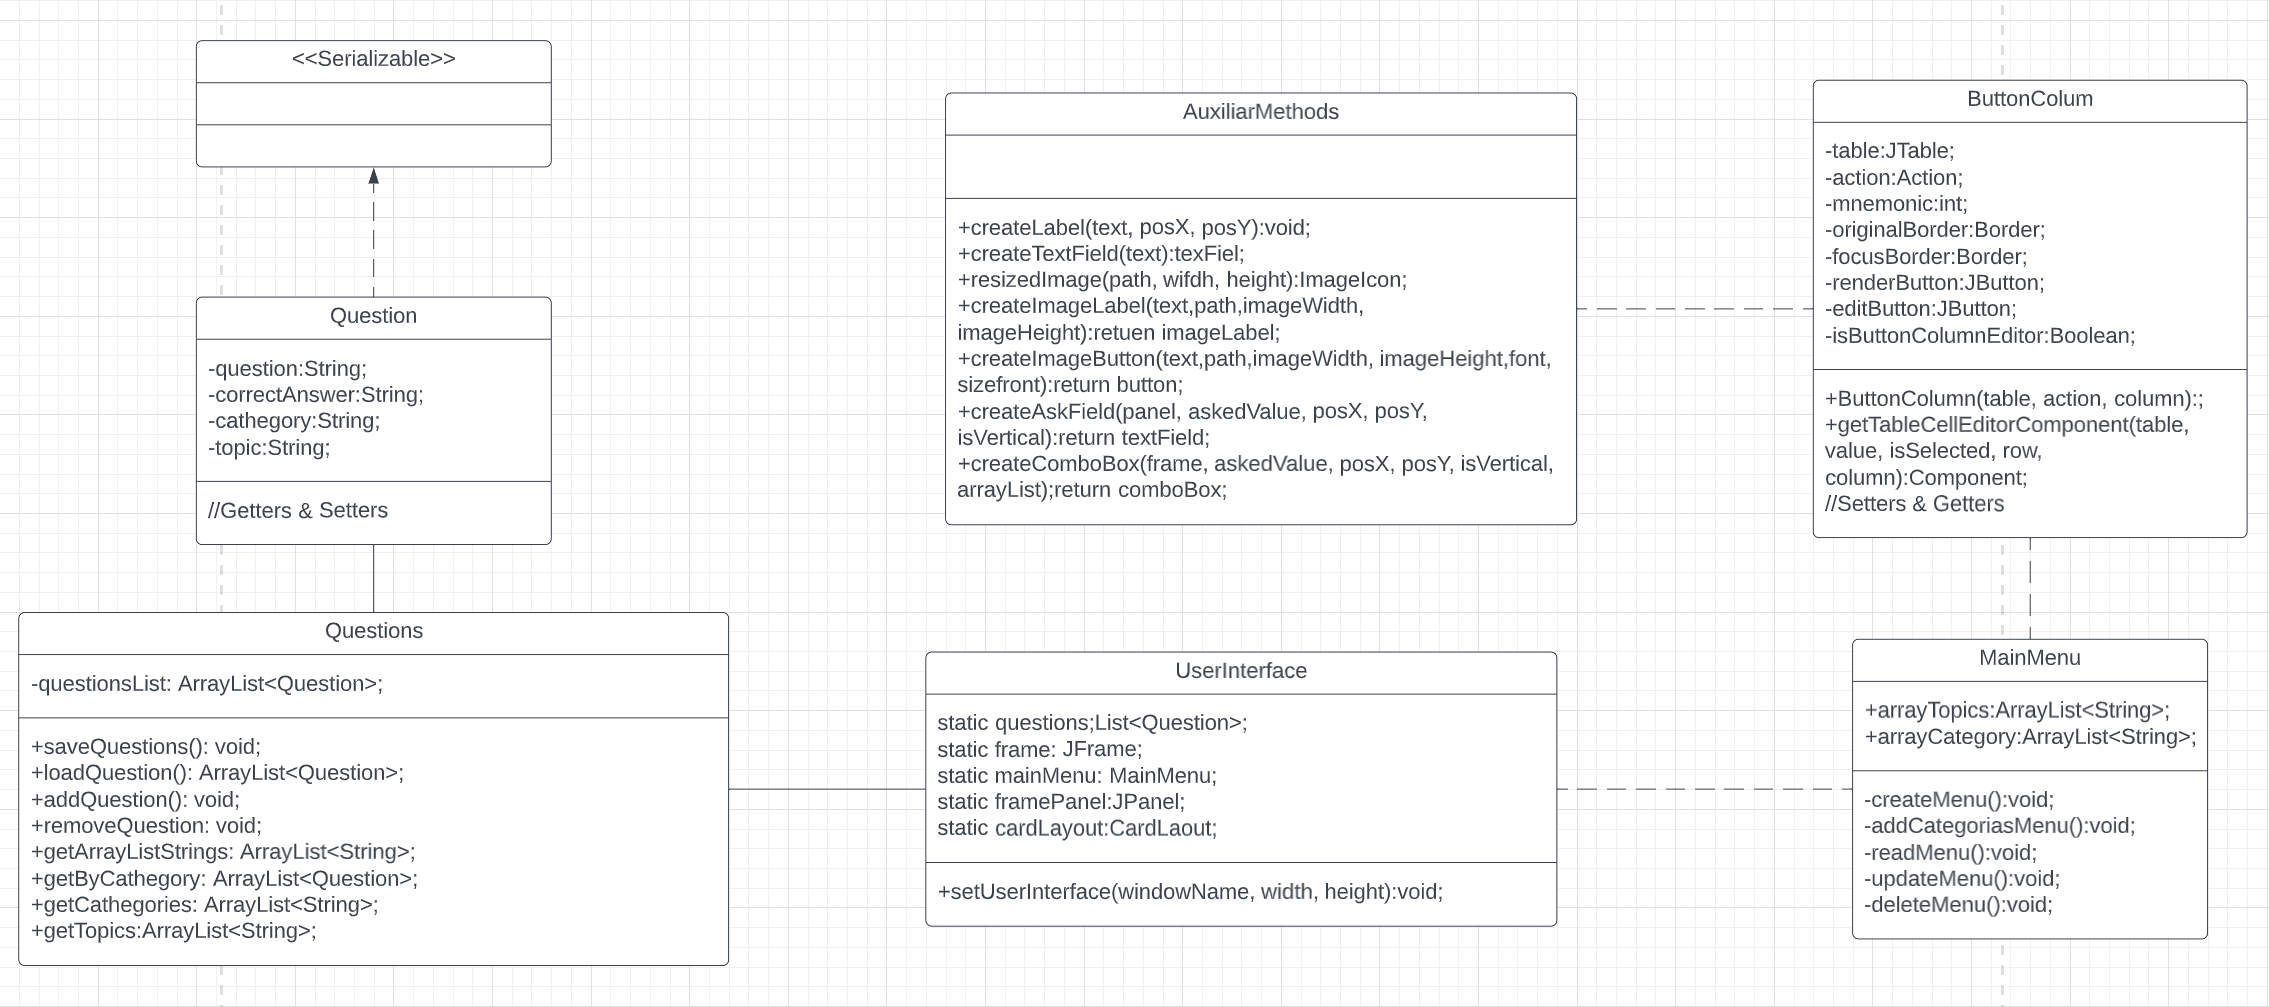 <<Serializable>>
Question
-question:String;
-correctAnswer:String;
-cathegory:String;
-topic:String;
//Getters & Setters
Questions
-questionsList: ArrayList<Question>;
+saveQuestions(): void;
+loadQuestion(): ArrayList<Question>;
+addQuestion(): void;
+removeQuestion: void;
+getArrayListStrings: ArrayList<String>;
+getByCathegory: ArrayList<Question>;
+getCathegories: ArrayList<String>;
+getTopics:ArrayList<String>;
AuxiliarMethods
+createLabel(text, posX, posY):void;
+createTextField(text):texFiel;
+resizedImage(path, wifdh, height):ImageIcon;
+createImageLabel(text,path,imageWidth,
imageHeight):retuen imageLabel;
+createImageButton(text,path,imageWidth, imageHeight,font,
sizefront):return button;
+createAskField(panel, askedValue, posX, posY,
isVertical):return textField;
+createComboBox(frame, askedValue, posX, posY, isVertical,
arrayList);return comboBox;
UserInterface
static questions;List<Question>;
static frame: JFrame;
static mainMenu: MainMenu;
static framePanel:JPanel;
static cardLayout:CardLaout;
+setUserInterface(windowName, width, height):void;
ButtonColum
-table:JTable;
-action:Action;
-mnemonic:int;
-originalBorder:Border;
-focusBorder:Border;
-renderButton:JButton;
-editButton:JButton;
-isButtonColumnEditor:Boolean;
+ButtonColumn(table, action, column):;
+getTableCellEditorComponent(table,
value, isSelected, row,
column):Component;
//Setters & Getters
MainMenu
+arrayTopics:ArrayList<String>;
+arrayCategory:ArrayList<String>;
-createMenu():void;
-addCategoriasMenu():void;
-readMenu():void;
-updateMenu():void;
-deleteMenu():void;